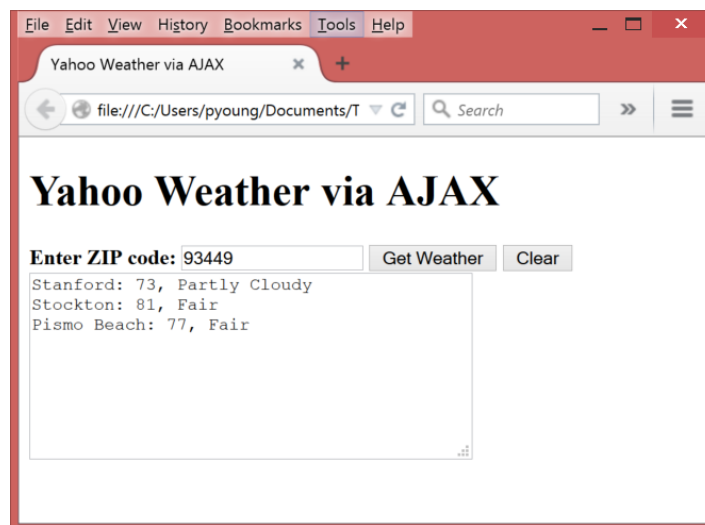 File Edit View History Bookmarks Tools Help
Yahoo Weather via AJAX
file:///C:/Users/pyoung/Documents/T Search
Yahoo Weather via AJAX
Enter ZIP code: 93449 Get Weather Clear
Stanford: 73, Partly Cloudy
Stockton: 81, Fair
Pismo Beach: 77, Fair